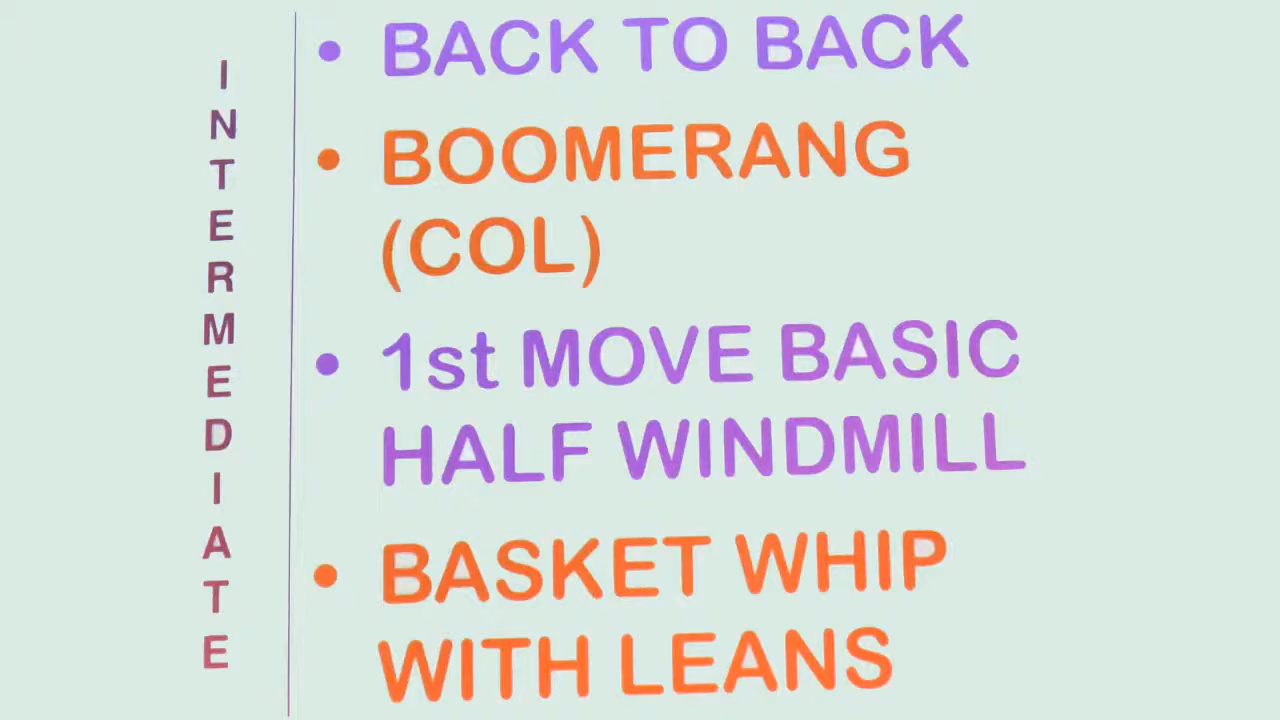 INTERMEDIATE
• BACK TO BACK
• BOOMERANG
(COL)
• 1st MOVE BASIC
HALF WINDMILL
• BASKET WHIP
WITH LEANS